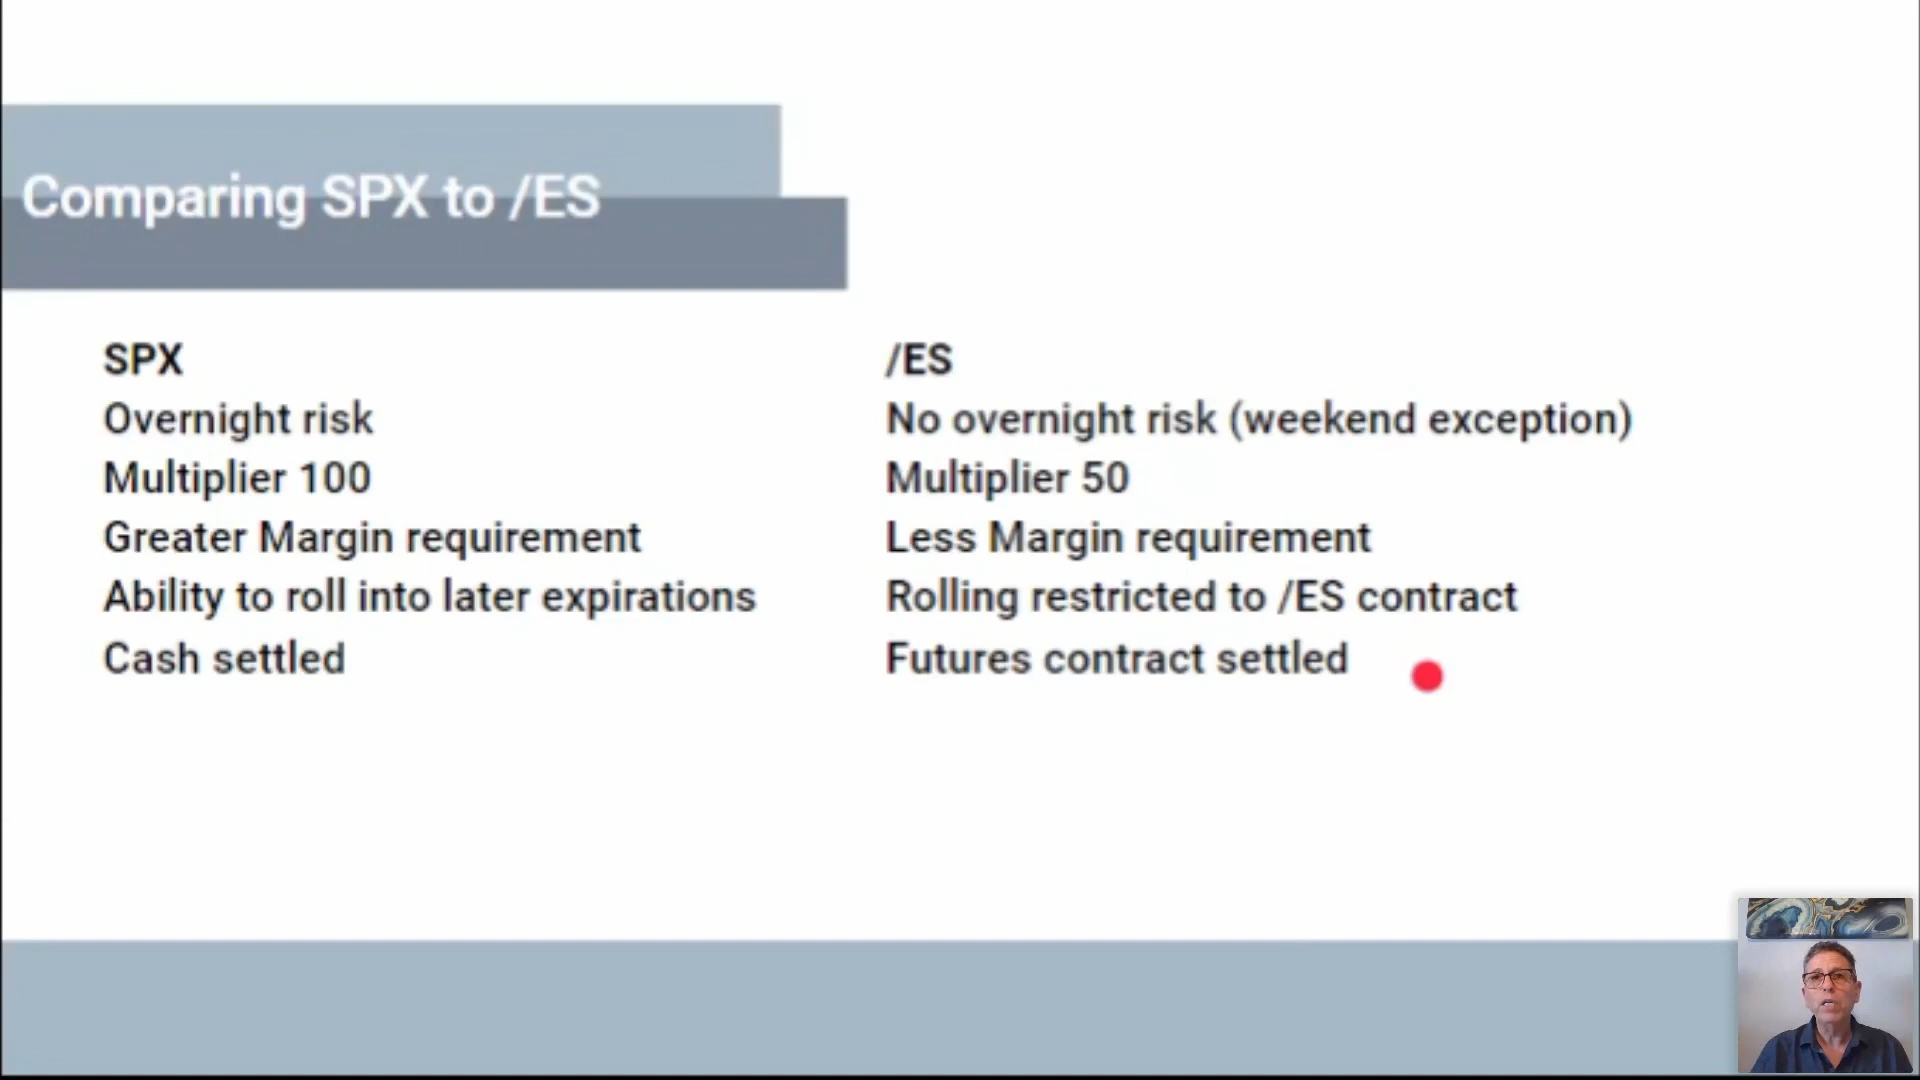 Comparing SPX to /ES
SPX
Overnight risk
Multiplier 100
Greater Margin requirement
Ability to roll into later expirations
Cash settled
/ES
No overnight risk (weekend exception)
Multiplier 50
Less Margin requirement
Rolling restricted to /ES contract
Futures contract settled